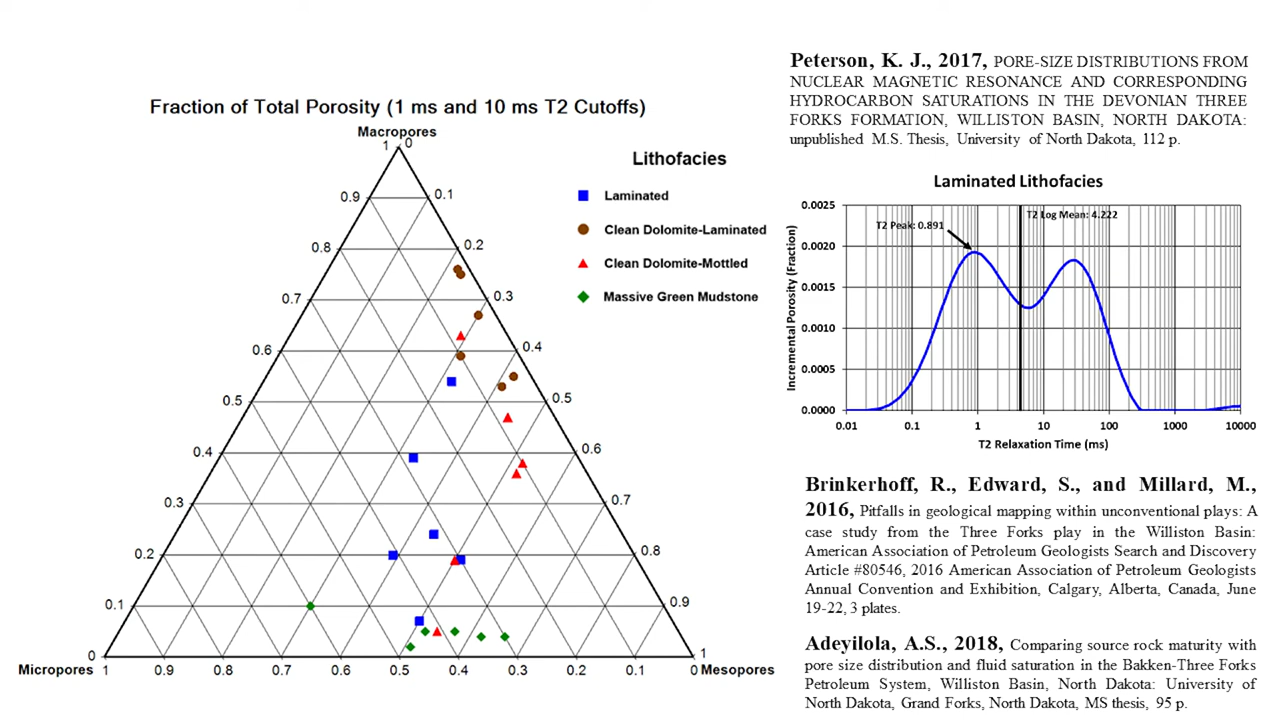 Fraction of Total Porosity (1 ms and 10 ms T2 Cutoffs)
Macropores
1 0
0.9 0.1
0.8 0.2
0.7 0.3
0.6 0.4
0.5 0.5
0.4 0.6
0.3 0.7
0.2 0.8
0.1 0.9
0 1
Micropores 1 0.9 0.8 0.7 0.6 0.5 0.4 0.3 0.2 0.1 0 Mesopores
Lithofacies
Laminated
Clean Dolomite-Laminated
Clean Dolomite-Mottled
Massive Green Mudstone
Peterson, K. J., 2017, PORE-SIZE DISTRIBUTIONS FROM
NUCLEAR MAGNETIC RESONANCE AND CORRESPONDING
HYDROCARBON SATURATIONS IN THE DEVONIAN THREE
FORKS FORMATION, WILLISTON BASIN, NORTH DAKOTA:
unpublished M.S. Thesis, University of North Dakota, 112 p.
Laminated Lithofacies
Incremental Porosity (Fraction)
0.0025
0.0020
0.0015
0.0010
0.0005
0.0000
T2 Peak: 0.891
T2 Log Mean: 4.222
0.01 0.1 1 10 100 1000 10000
T2 Relaxation Time (ms)
Brinkerhoff, R., Edward, S., and Millard, M.,
2016, Pitfalls in geological mapping within unconventional plays: A
case study from the Three Forks play in the Williston Basin:
American Association of Petroleum Geologists Search and Discovery
Article #80546, 2016 American Association of Petroleum Geologists
Annual Convention and Exhibition, Calgary, Alberta, Canada, June
19-22, 3 plates.
Adeyilola, A.S., 2018, Comparing source rock maturity with
pore size distribution and fluid saturation in the Bakken-Three Forks
Petroleum System, Williston Basin, North Dakota: University of
North Dakota, Grand Forks, North Dakota, MS thesis, 95 p.